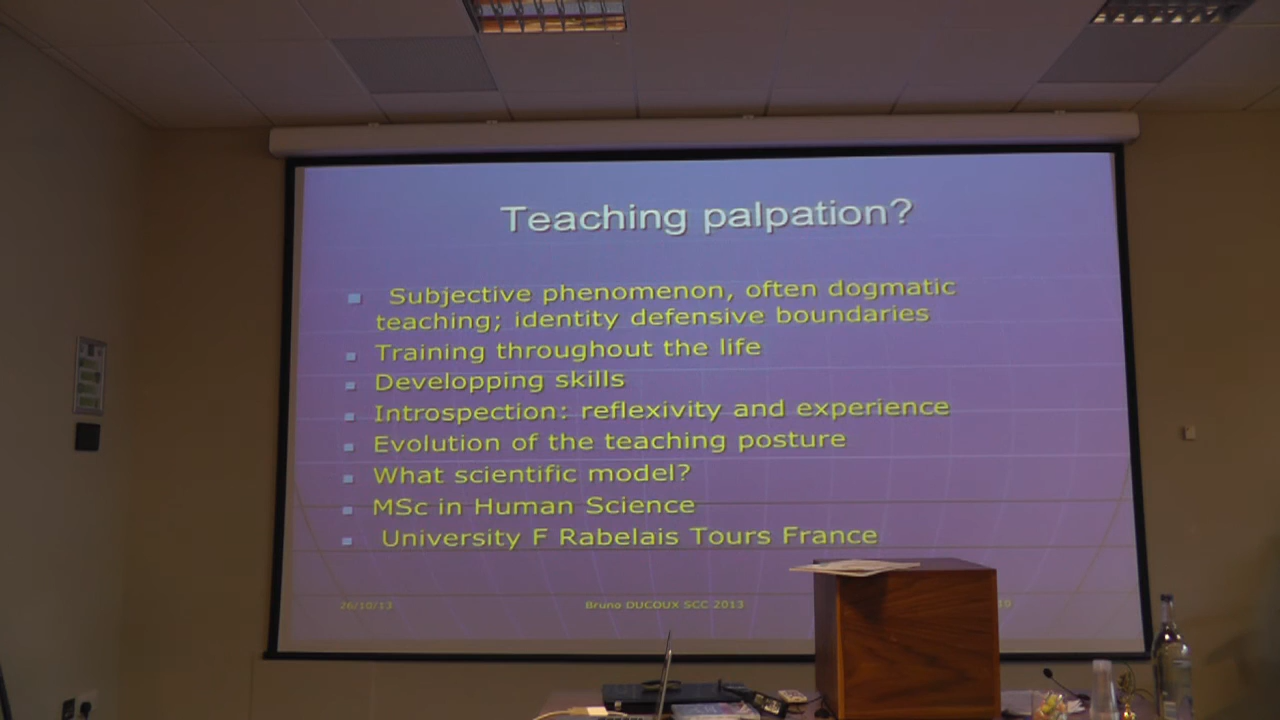 Teaching palpation?
Subjective phenomenon, often dogmatic
teaching; identity defensive boundaries
Training throughout the life
Developping skills
Introspection: reflexivity and experience
Evolution of the teaching posture
What scientific model?
MSc in Human Science
University F Rabelais Tours France
26/10/13 Bruno DUCOUX SCC 2013